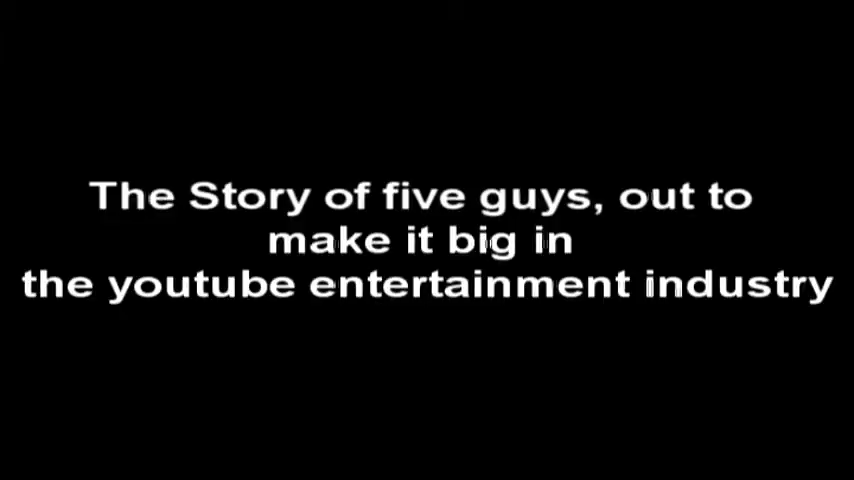 The Story of five guys, out to
make it big in
the youtube entertainment industry